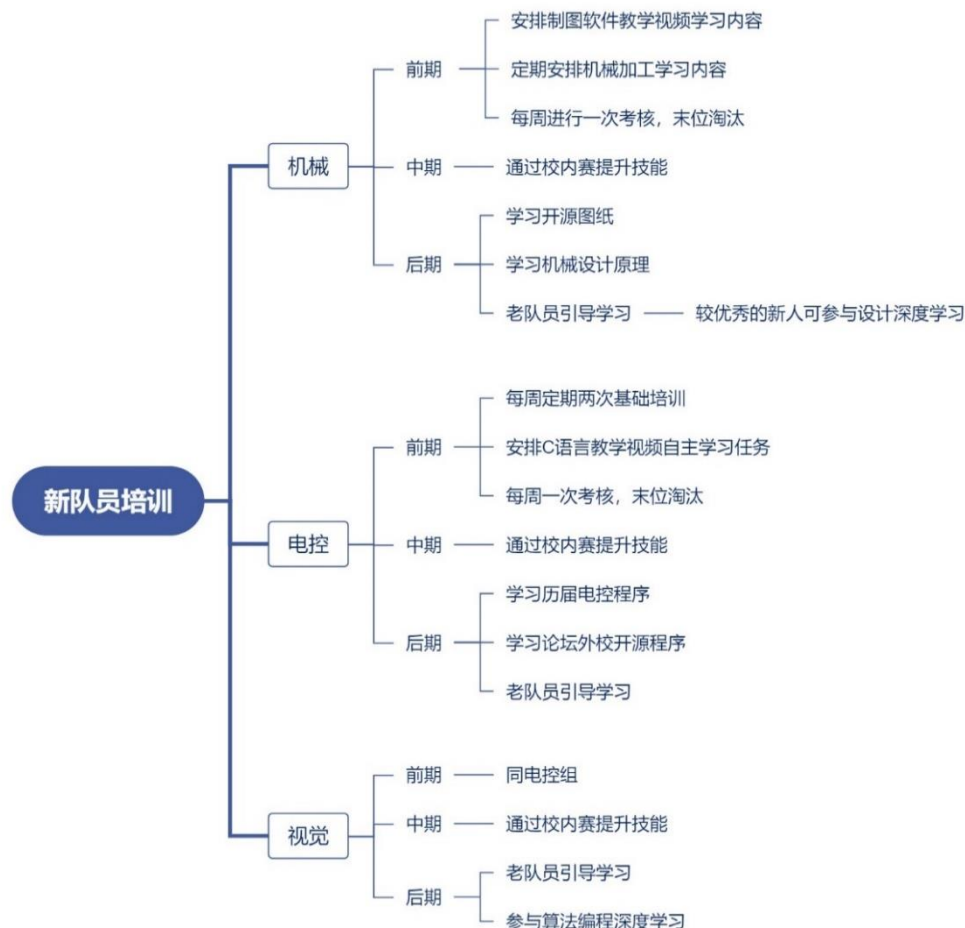 新队员培训
机械
前期
安排制图软件教学视频学习内容
定期安排机械加工学习内容
每周进行一次考核，末位淘汰
中期
通过校内赛提升技能
后期
学习开源图纸
学习机械设计原理
老队员引导学习
较优秀的新人可参与设计深度学习
电控
前期
每周定期两次基础培训
安排C语言教学视频自主学习任务
每周一次考核，末位淘汰
中期
通过校内赛提升技能
后期
学习历届电控程序
学习论坛外校开源程序
老队员引导学习
视觉
前期
同电控组
中期
通过校内赛提升技能
后期
老队员引导学习
参与算法编程深度学习